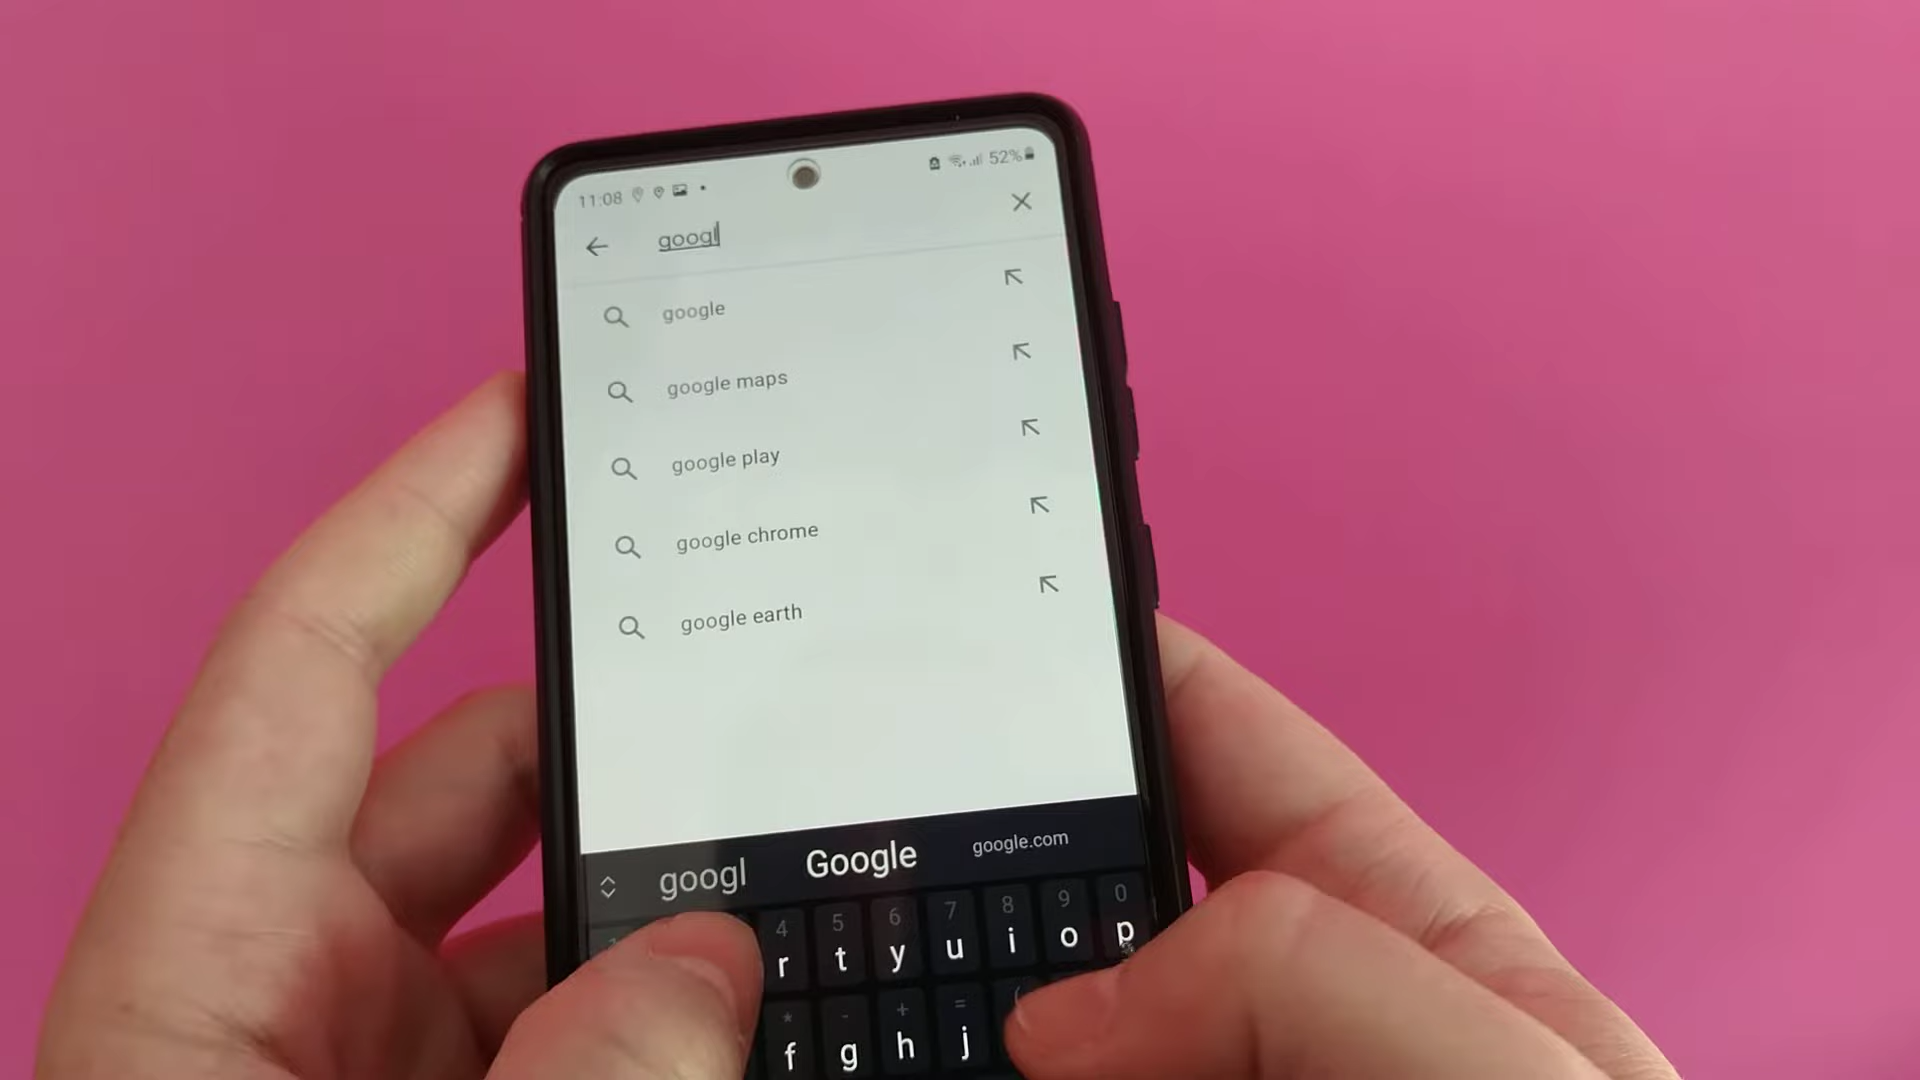 11:08 52%
googl
google
google maps
google play
google chrome
google earth
googl Google google.com
4 5 6 7 8 9 0
r t y u i o p
* - + = (
f g h j